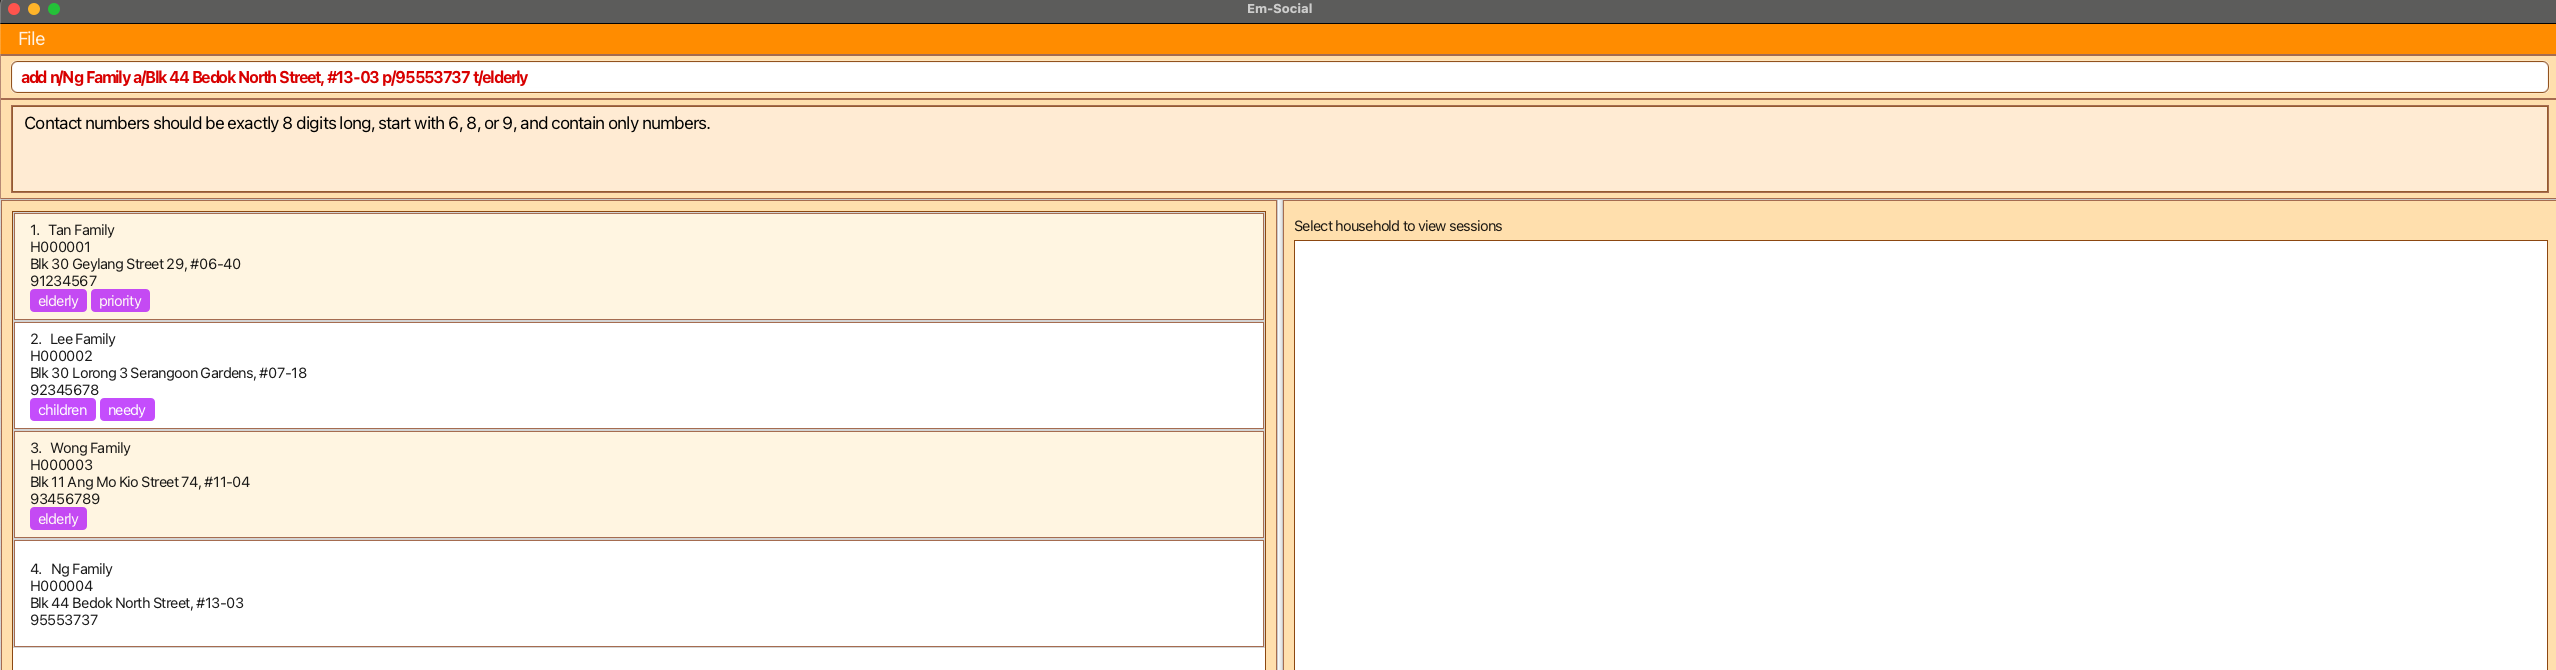 Em-Social
File
add n/Ng Family a/Blk 44 Bedok North Street, #13-03 p/95553737 t/elderly
Contact numbers should be exactly 8 digits long, start with 6, 8, or 9, and contain only numbers.
1. Tan Family
H000001
Blk 30 Geylang Street 29, #06-40
91234567
elderly priority
2. Lee Family
H000002
Blk 30 Lorong 3 Serangoon Gardens, #07-18
92345678
children needy
3. Wong Family
H000003
Blk 11 Ang Mo Kio Street 74, #11-04
93456789
elderly
4. Ng Family
H000004
Blk 44 Bedok North Street, #13-03
95553737
Select household to view sessions